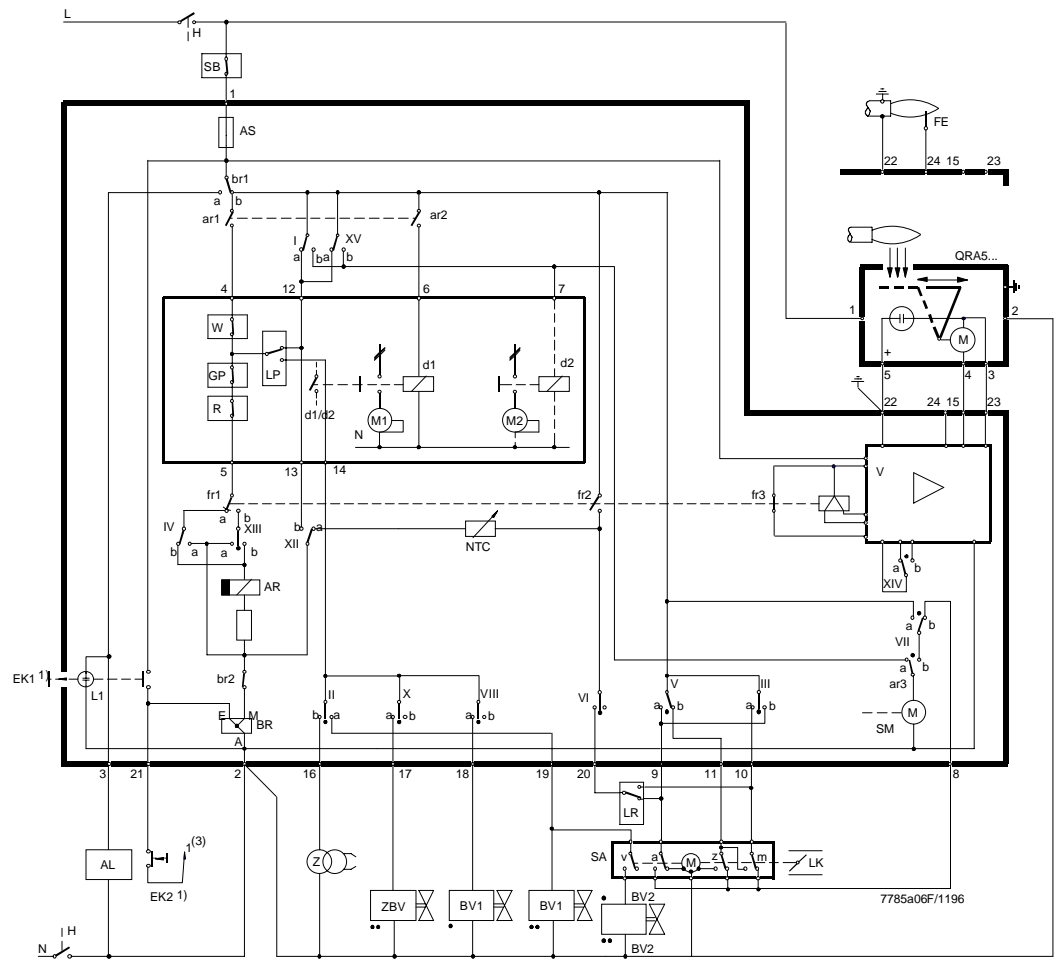 L
H
SB
1
AS
FE
22 24 15 23
br1
a b
ar1 ar2
I XV
a b a b
QRA5...
4 12 6 7
1 2
W
GP LP
R
d1/d2
d1 d2
M
+
5 4 3
M1 M2
N
22 24 15 23
5 13 14
V
fr1 fr2 fr3
a b
IV XIII
b a a b
b a
XII
NTC
a b
XIV
AR
a b
VII
EK1 1)
L1
br2
a b
ar3
II X VIII VI V III
b a a b a b a b a b
M
SM
E M
BR
A
3 21 2 16 17 18 19 20 9 11 10 8
LR
1(3)
AL
EK2 1)
Z
SA v a M z m LK
ZBV BV1 BV1 BV2
7785a06F/1196
BV2
H
N